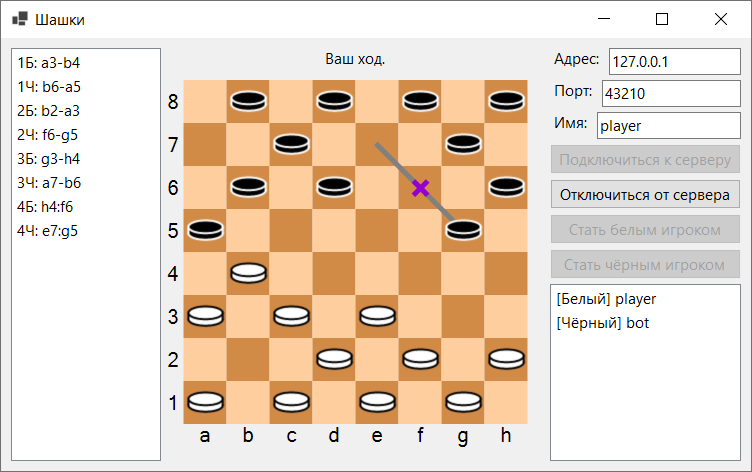 Шашки
1Б: a3-b4
1Ч: b6-a5
2Б: b2-a3
2Ч: f6-g5
3Б: g3-h4
3Ч: a7-b6
4Б: h4:f6
4Ч: e7:g5
Ваш ход.
8
7
6
5
4
3
2
1
a b c d e f g h
Адрес: 127.0.0.1
Порт: 43210
Имя: player
Подключиться к серверу
Отключиться от сервера
Стать белым игроком
Стать чёрным игроком
[Белый] player
[Чёрный] bot